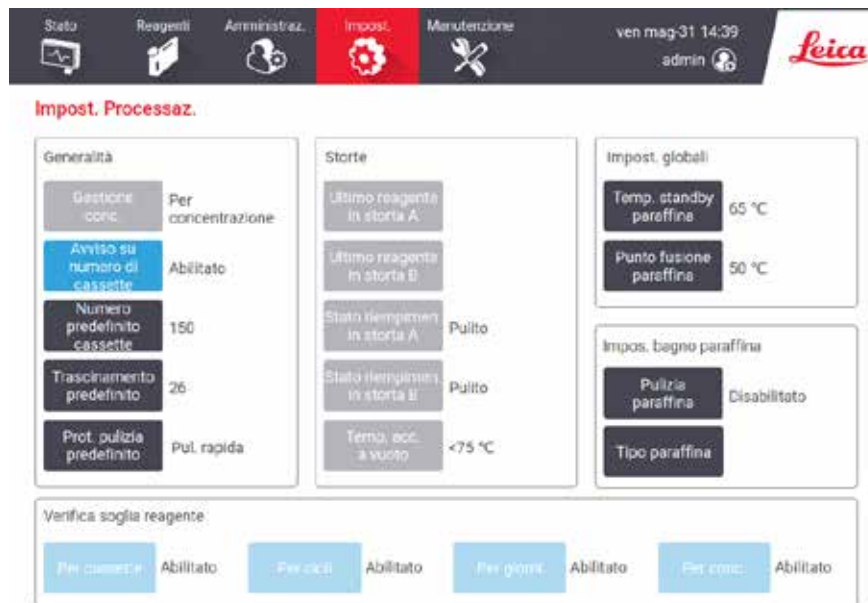 Stato
Reagenti
Amministraz.
Impost.
Manutenzione
ven mag-31 14:39
admin
Leica
Impost. Processaz.
Generalità
Gestione
conc.
Per
concentrazione
Avviso su
numero di
cassette
Abilitato
Numero
predefinito
cassette
150
Trascinamento
predefinito
26
Prot. pulizia
predefinito
Pul. rapida
Storte
Ultimo reagente
in storta A
Ultimo reagente
in storta B
Stato riempimen.
in storta A
Pulito
Stato riempimen.
in storta B
Pulito
Temp. acc.
a vuoto
<75 °C
Impost. globali
Temp. standby
paraffina
65 °C
Punto fusione
paraffina
50 °C
Impos. bagno paraffina
Pulizia
paraffina
Disabilitato
Tipo paraffina
Verifica soglia reagente
Per cassette
Abilitato
Per cicli
Abilitato
Per giorni
Abilitato
Per conc.
Abilitato